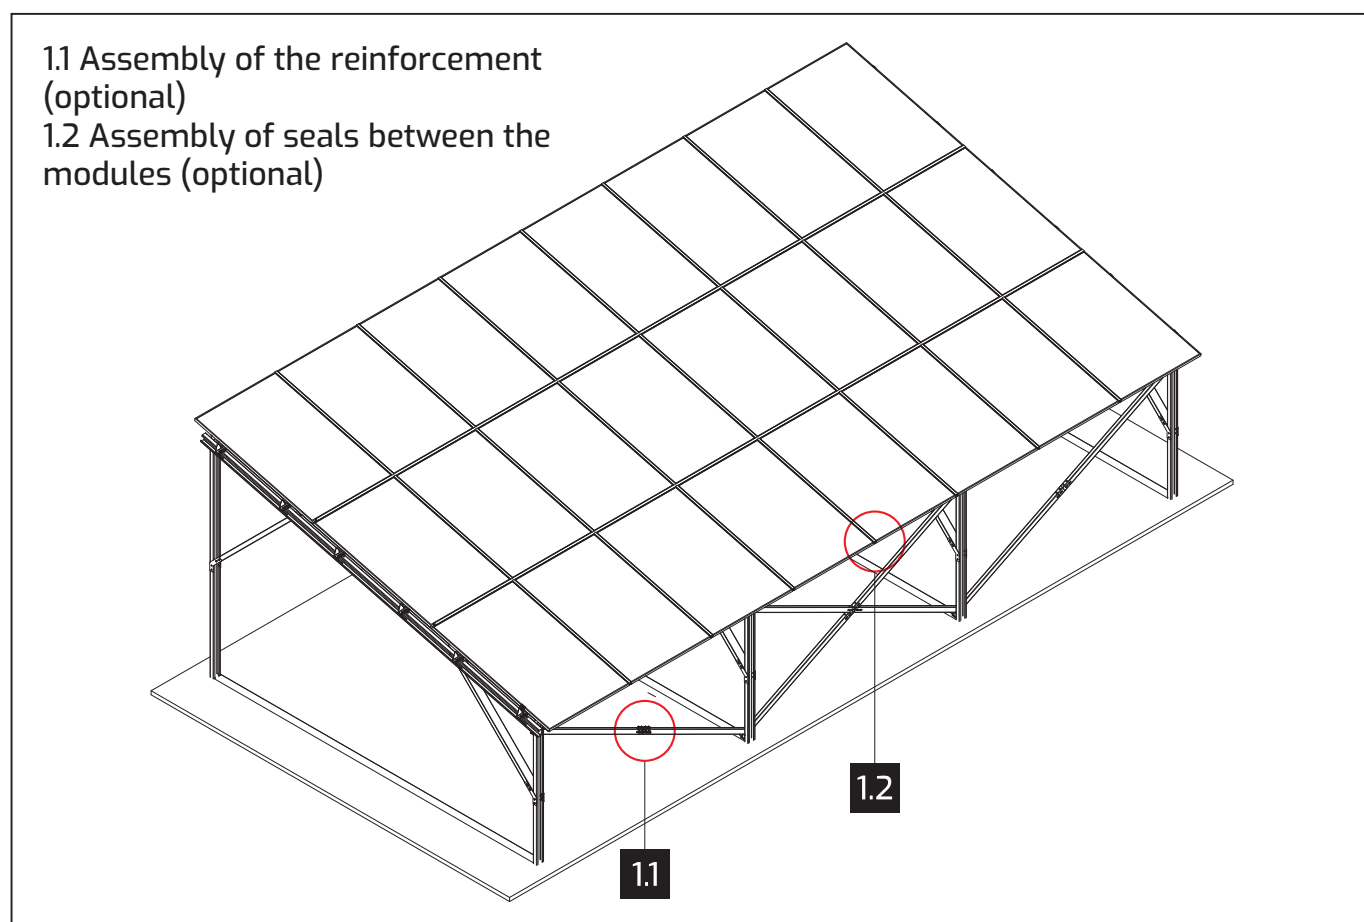 1.1 Assembly of the reinforcement
(optional)
1.2 Assembly of seals between the
modules (optional)
1.2
1.1